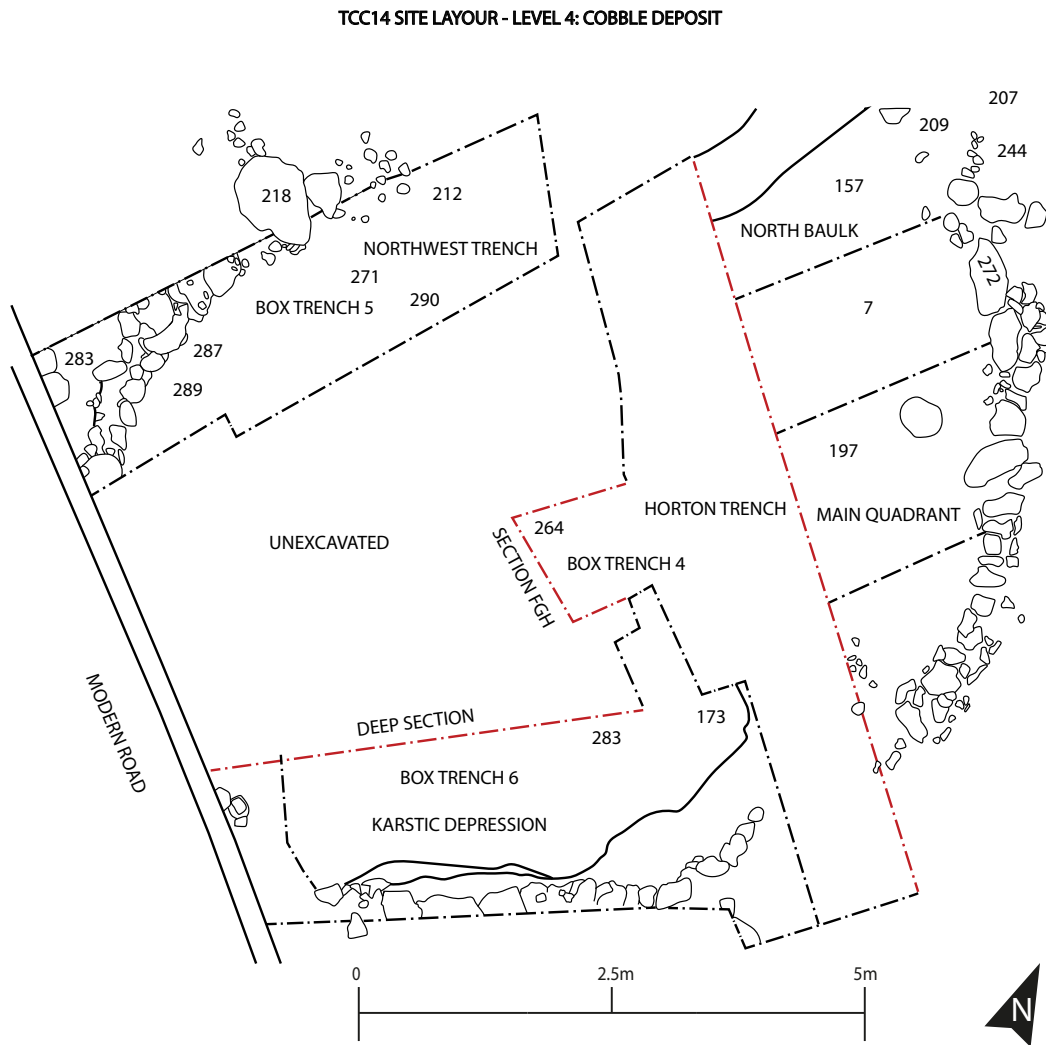 TCC14 SITE LAYOUR - LEVEL 4: COBBLE DEPOSIT
207
209
244
218
212
157
NORTH BAULK
NORTHWEST TRENCH
271
272
290
BOX TRENCH 5
7
287
283
289
197
HORTON TRENCH
MAIN QUADRANT
264
UNEXCAVATED
SECTION FGH
BOX TRENCH 4
MODERN ROAD
DEEP SECTION
173
283
BOX TRENCH 6
KARSTIC DEPRESSION
0
2.5m
5m
N